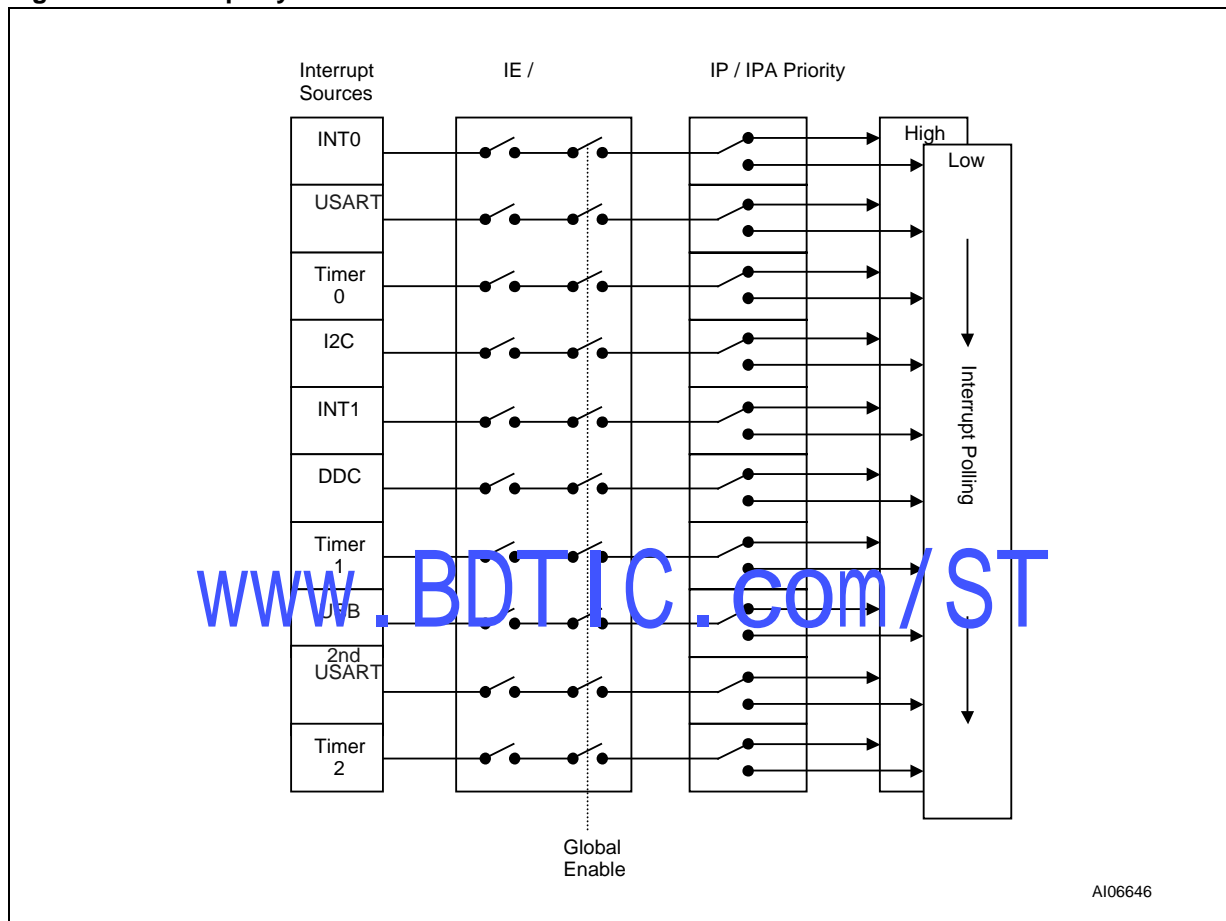 Interrupt
Sources
IE /
IP / IPA Priority
INT0
High
Low
USART
Timer
0
I2C
INT1
Interrupt Polling
DDC
Timer
1
www.BDTIC.com/ST
2nd
USART
Timer
2
Global
Enable
AI06646